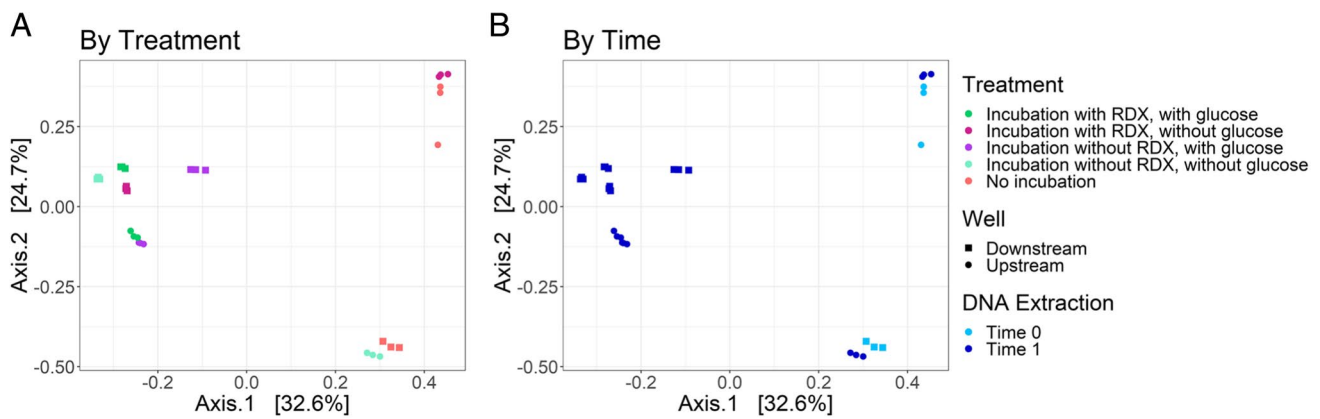 A
By Treatment
0.25
0.00
-0.25
-0.50
-0.2
0.0
0.2
0.4
Axis.2 [24.7%]
Axis.1 [32.6%]
B
By Time
0.25
0.00
-0.25
-0.50
-0.2
0.0
0.2
0.4
Axis.2 [24.7%]
Axis.1 [32.6%]
Treatment
Incubation with RDX, with glucose
Incubation with RDX, without glucose
Incubation without RDX, with glucose
Incubation without RDX, without glucose
No incubation
Well
Downstream
Upstream
DNA Extraction
Time 0
Time 1